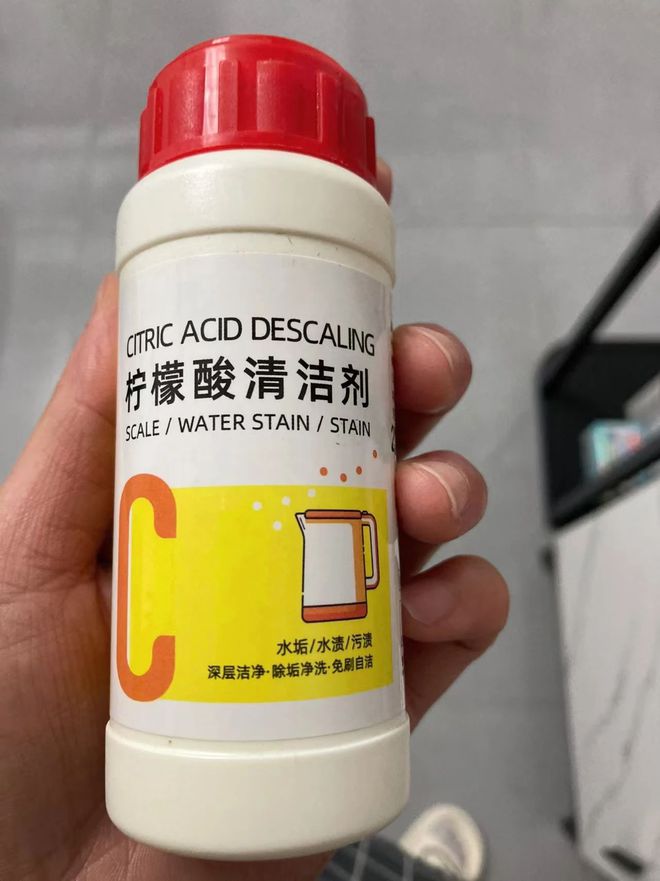 CITRIC ACID DESCALING
柠檬酸清洁剂
SCALE / WATER STAIN / STAIN
C
水垢/水渍/污渍
深层洁净·除垢净洗·免刷自洁